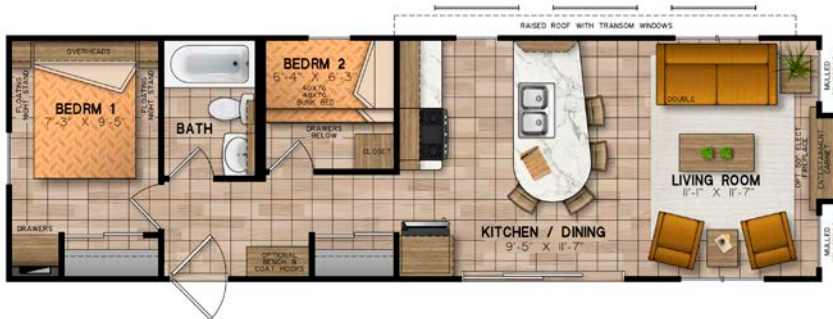 RAISED ROOF WITH TRANSOM WINDOWS
OVERHEADS
FLOATING
NIGHT STAND
BEDRM 1
7'-3" X 9'-5"
FLOATING
NIGHT STAND
DRAWERS
BATH
BEDRM 2
6'-4" X 6'-3"
40X76
48X76
BUNK BED
DRAWERS
BELOW
CLOSET
OPTIONAL
BENCH &
COAT HOOKS
KITCHEN / DINING
9'-5" X 11'-7"
DOUBLE
LIVING ROOM
11'-1" X 11'-7"
OPT 50" ELECT
FIREPLACE
ENTERTAINMENT
CABINET
MULLED
MULLED